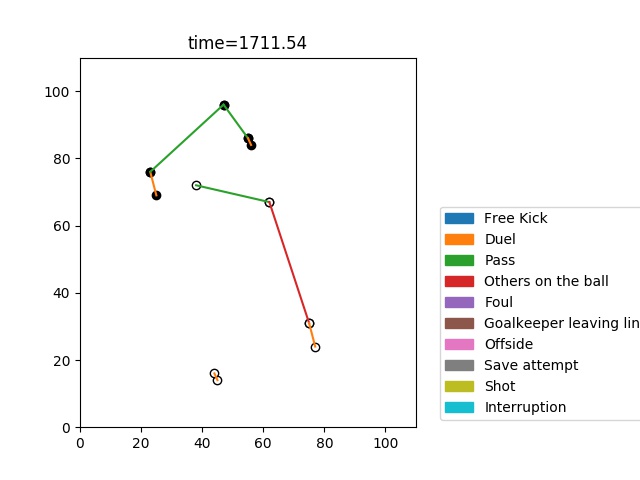 time=1711.54
100
80
60
40
20
0
0 20 40 60 80 100
Free Kick
Duel
Pass
Others on the ball
Foul
Goalkeeper leaving lin
Offside
Save attempt
Shot
Interruption